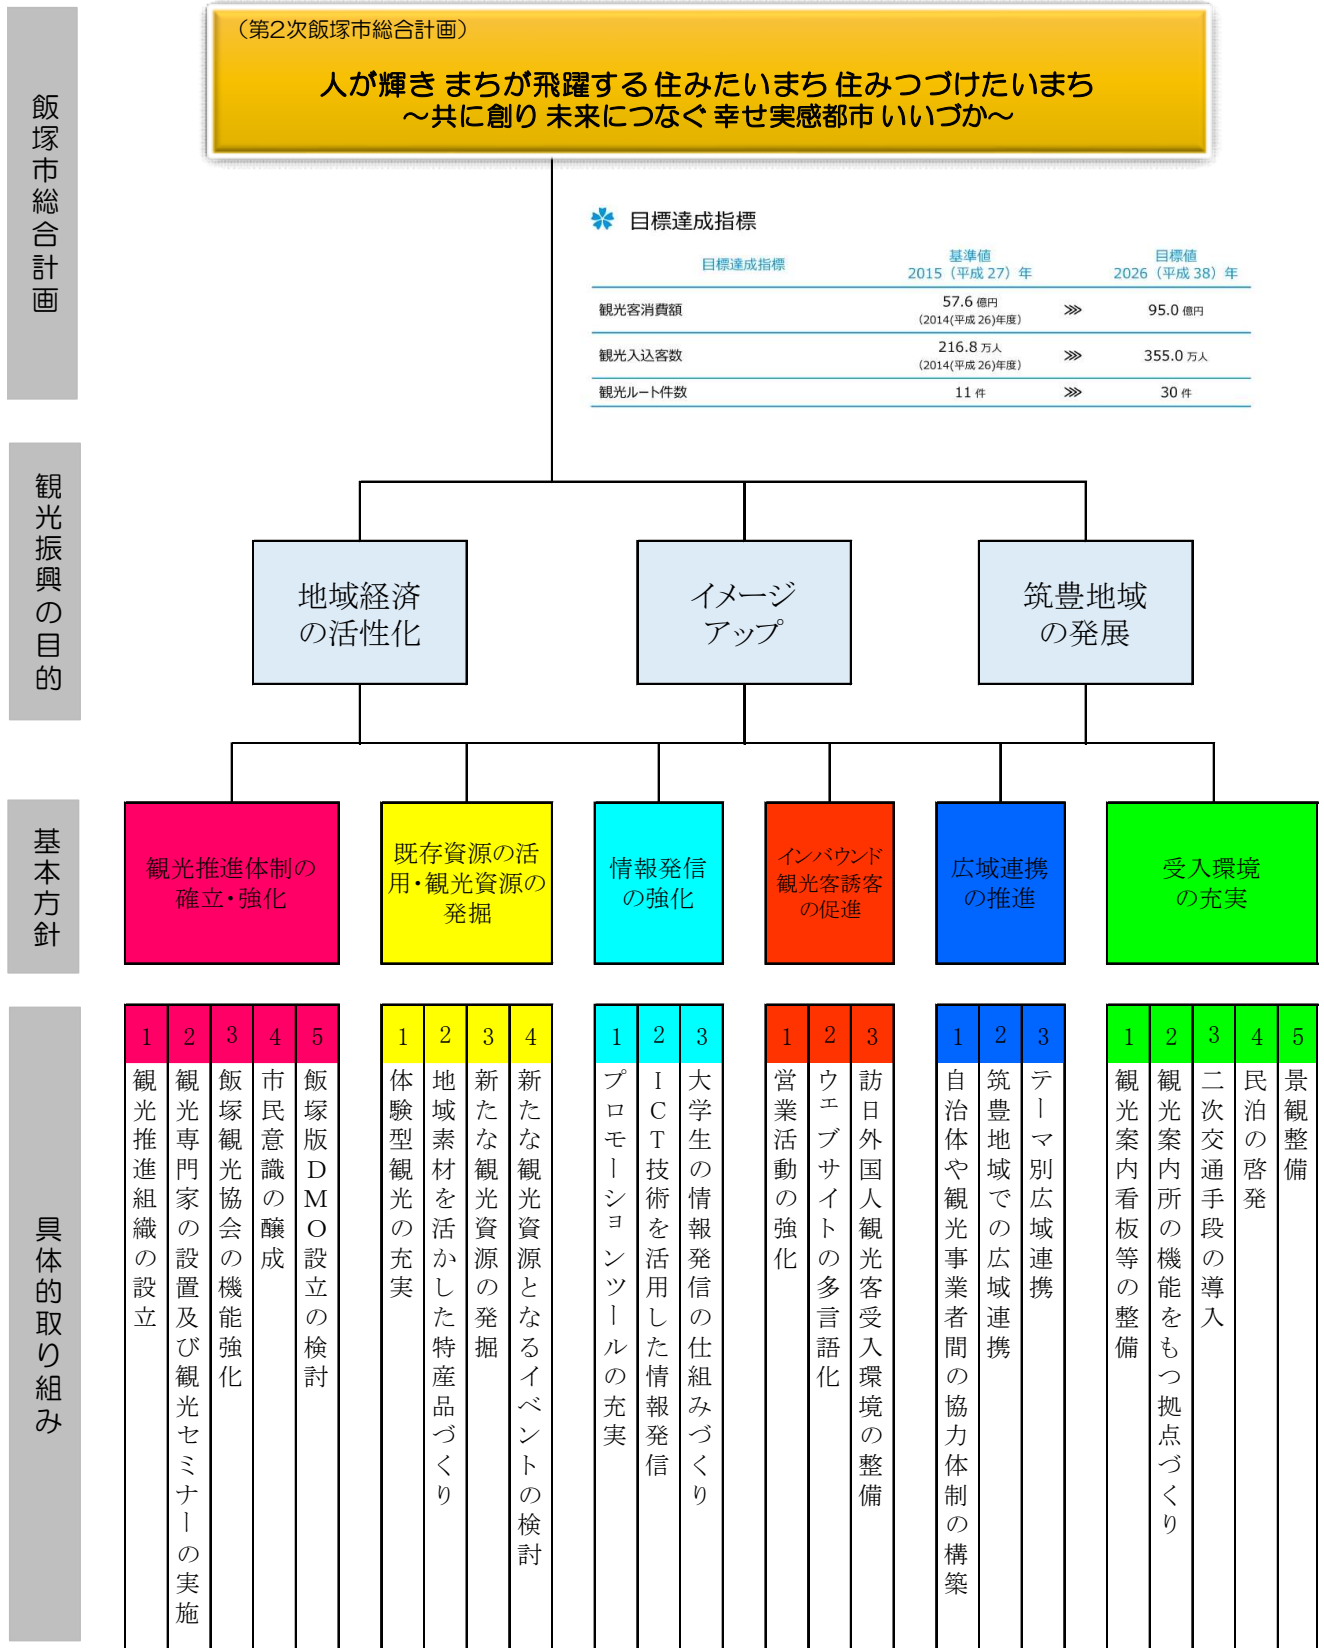 飯塚市総合計画
（第2次飯塚市総合計画）
人が輝き まちが飛躍する 住みたいまち 住みつづけたいまち
～共に創り 未来につなぐ 幸せ実感都市 いいづか～
目標達成指標
目標達成指標
基準値
2015（平成 27）年
目標値
2026（平成 38）年
観光客消費額
57.6 億円
（2014(平成 26)年度）
⋙
95.0 億円
観光入込客数
216.8 万人
（2014(平成 26)年度）
⋙
355.0 万人
観光ルート件数
11 件
⋙
30 件
観光振興の目的
地域経済
の活性化
イメージ
アップ
筑豊地域
の発展
基本方針
観光推進体制の
確立・強化
既存資源の活
用・観光資源の
発掘
情報発信
の強化
インバウンド
観光客誘客
の促進
広域連携
の推進
受入環境
の充実
具体的取り組み
1
観光推進組織の設立
2
観光専門家の設置及び観光セミナーの実施
3
飯塚観光協会の機能強化
4
市民意識の醸成
5
飯塚版DMO設立の検討
1
体験型観光の充実
2
地域素材を活かした特産品づくり
3
新たな観光資源の発掘
4
新たな観光資源となるイベントの検討
1
プロモーションツールの充実
2
ICT技術を活用した情報発信
3
大学生の情報発信の仕組みづくり
1
営業活動の強化
2
ウェブサイトの多言語化
3
訪日外国人観光客受入環境の整備
1
自治体や観光事業者間の協力体制の構築
2
筑豊地域での広域連携
3
テーマ別広域連携
1
観光案内看板等の整備
2
観光案内所の機能をもつ拠点づくり
3
二次交通手段の導入
4
民泊の啓発
5
景観整備